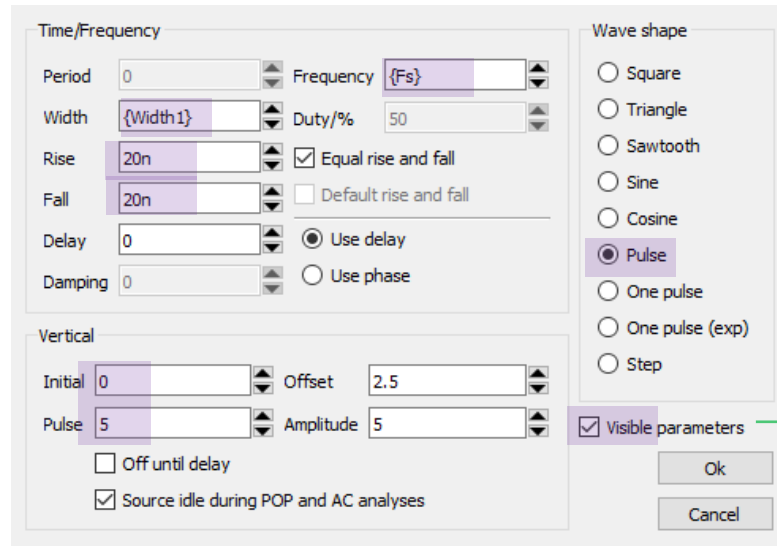 Time/Frequency
Period 0 Frequency {Fs}
Width {Width1} Duty/% 50
Rise 20n Equal rise and fall
Fall 20n Default rise and fall
Delay 0 Use delay
Damping 0 Use phase
Vertical
Initial 0 Offset 2.5
Pulse 5 Amplitude 5
Off until delay
Source idle during POP and AC analyses
Wave shape
Square
Triangle
Sawtooth
Sine
Cosine
Pulse
One pulse
One pulse (exp)
Step
Visible parameters
Ok
Cancel